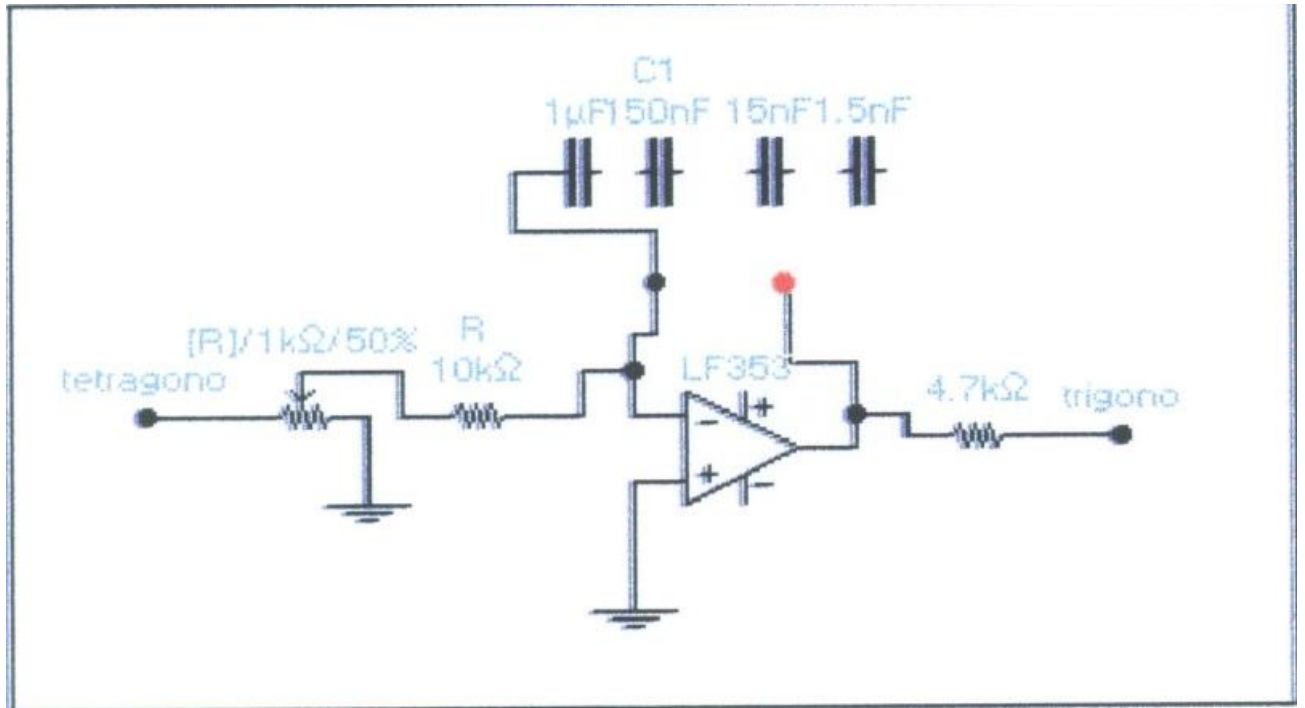 C1
1µF150nF 15nF1.5nF
[R]/1kΩ/50%
R
tetragono
10kΩ
LF353
4.7kΩ
trigono